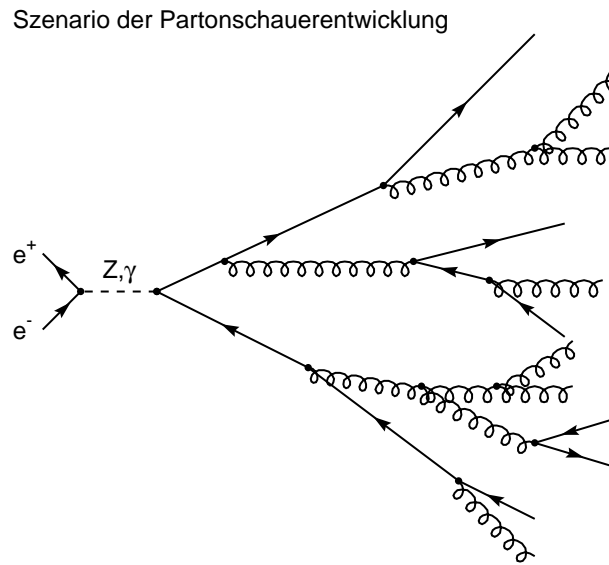 Szenario der Partonschauerentwicklung
e+
Z,γ
e-